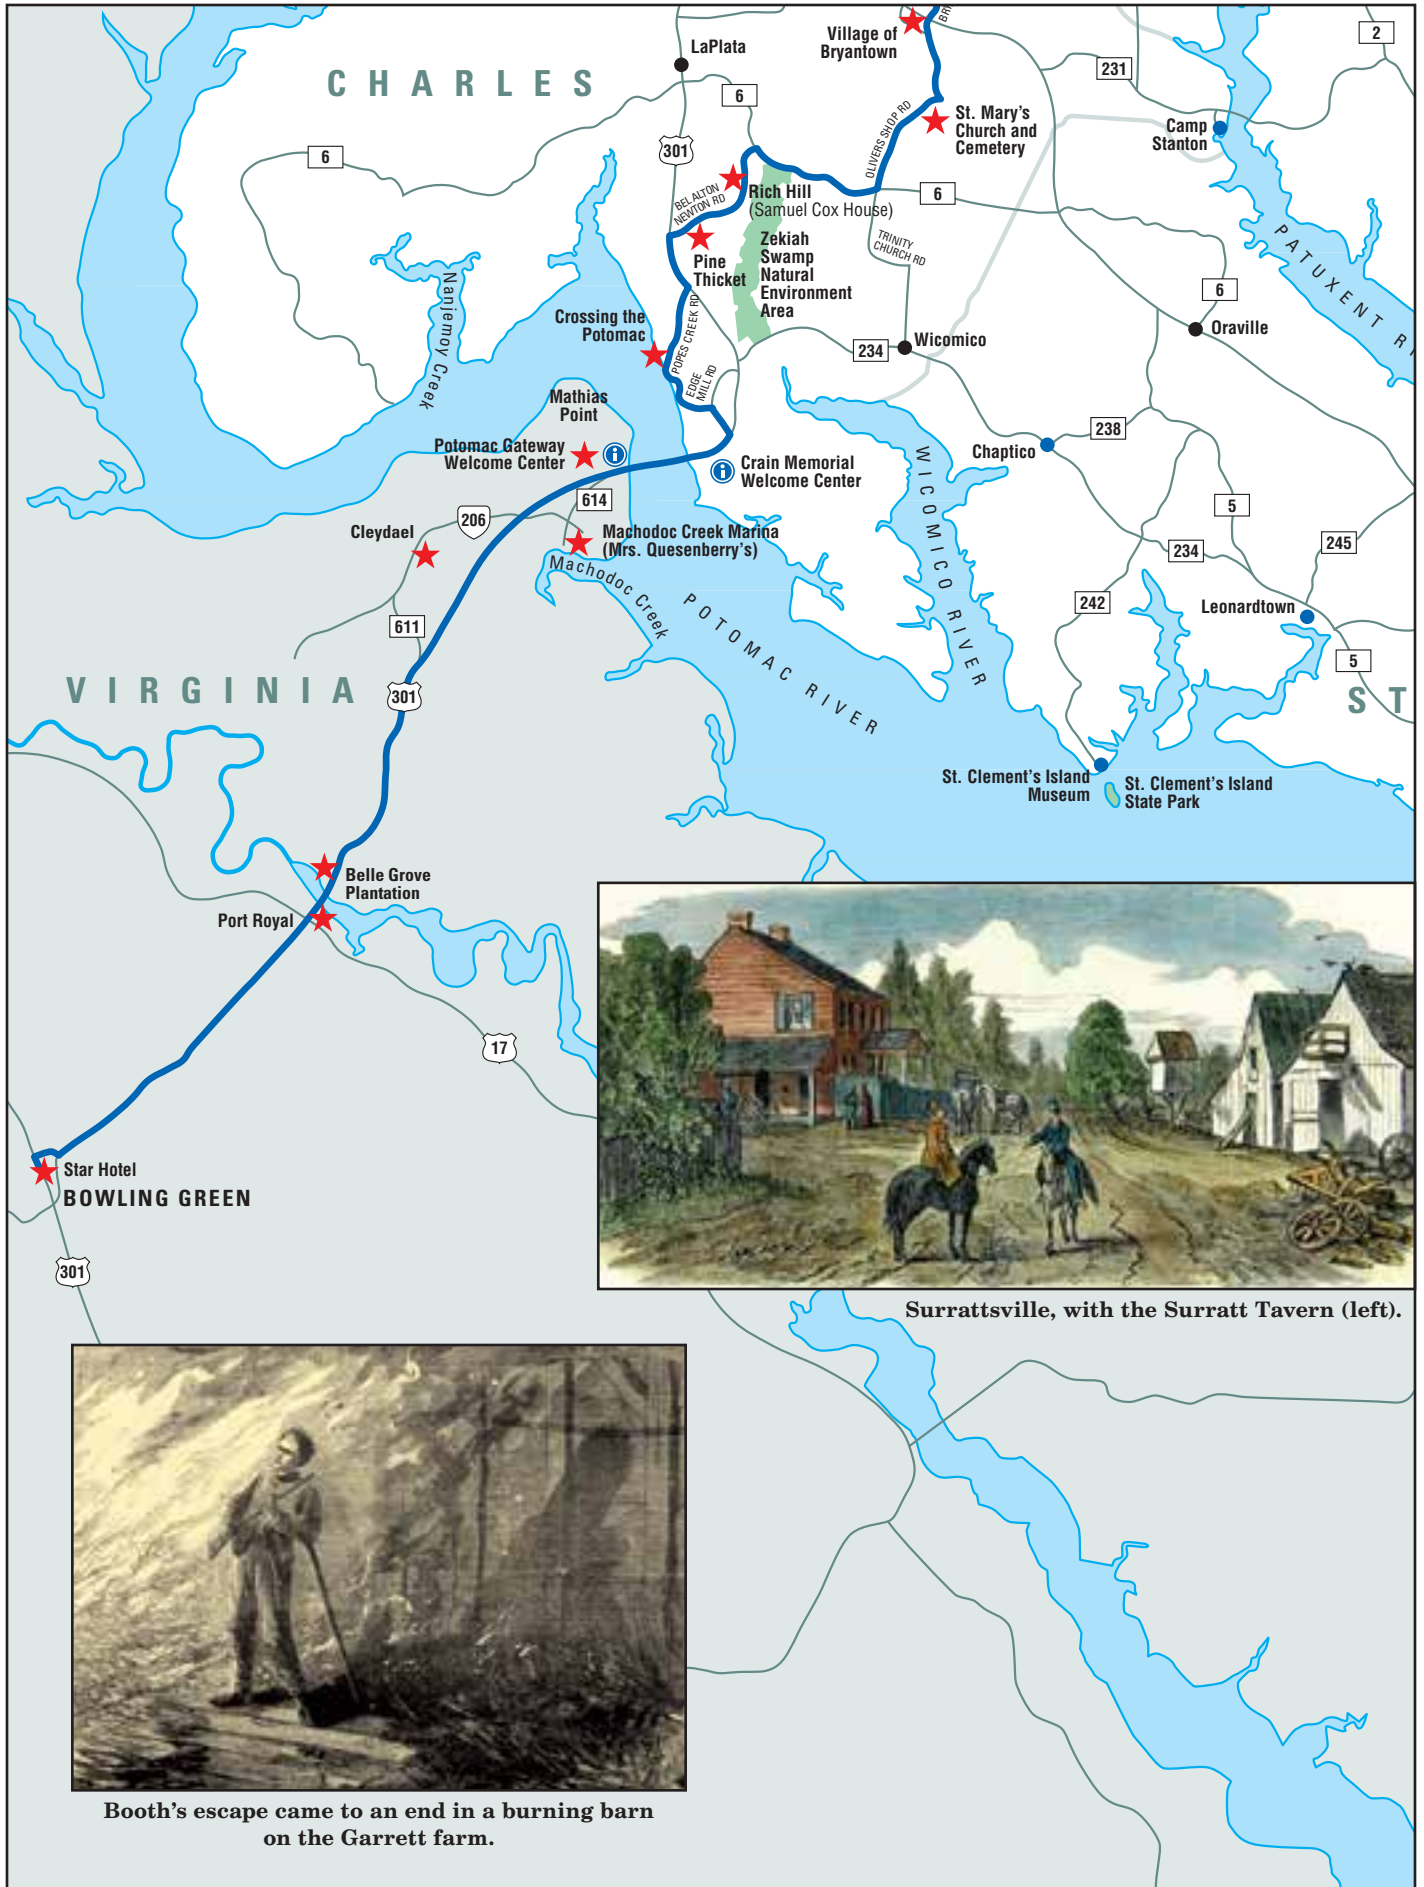 Village of
Bryantown
BRY
2
LaPlata
CHARLES
231
6
St. Mary's
Church and
Cemetery
OLIVERS SHOP RD
Camp
Stanton
301
6
BEL ALTON
NEWTON RD
Rich Hill
(Samuel Cox House)
6
TRINITY
CHURCH RD
Zekiah
Swamp
Natural
Environment
Area
Pine
Thicket
PATUXENT RI
Nanjemoy Creek
6
Crossing the
Potomac
POPES CREEK RD
EDGE
MILL RD
234
Wicomico
Oraville
Mathias
Point
Potomac Gateway
Welcome Center
Crain Memorial
Welcome Center
WICOMICO RIVER
Chaptico
238
614
5
206
Cleydael
Machodoc Creek Marina
(Mrs. Quesenberry's)
Machodoc Creek
234
245
POTOMAC RIVER
242
Leonardtown
611
5
VIRGINIA
301
ST
St. Clement's Island
Museum
St. Clement's Island
State Park
Belle Grove
Plantation
Port Royal
17
Star Hotel
BOWLING GREEN
301
Surrattsville, with the Surratt Tavern (left).
Booth's escape came to an end in a burning barn
on the Garrett farm.